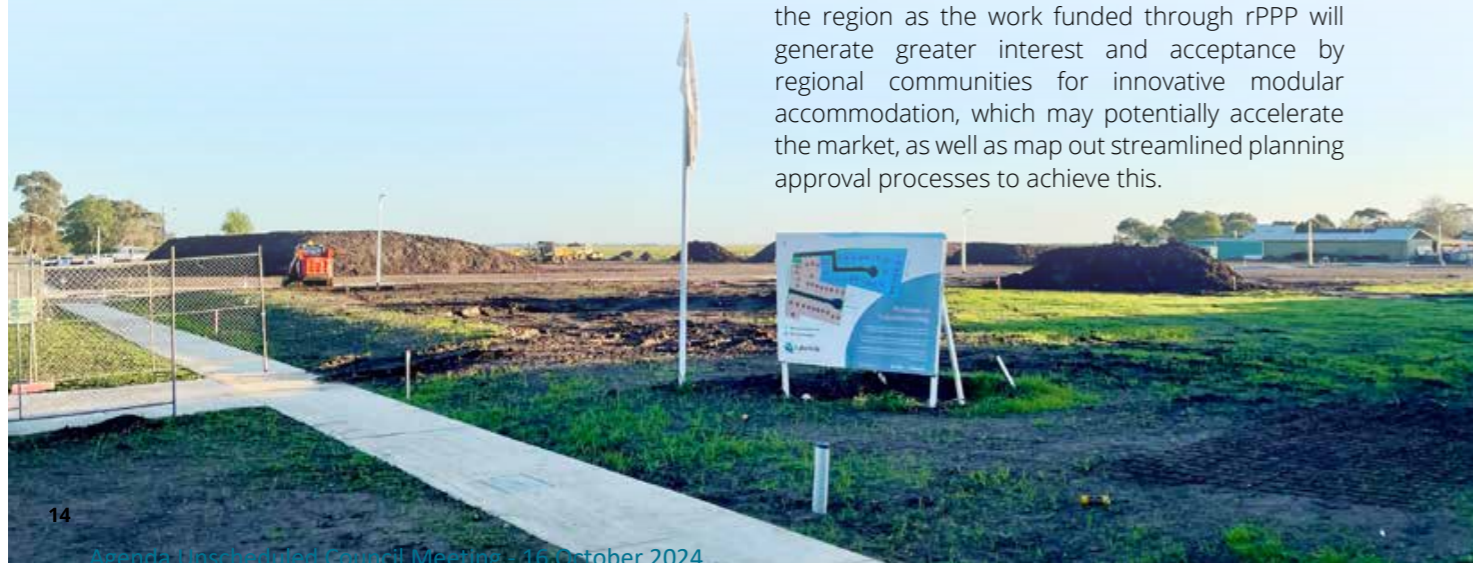 the region as the work funded through rPPP will
generate greater interest and acceptance by
regional communities for innovative modular
accommodation, which may potentially accelerate
the market, as well as map out streamlined planning
approval processes to achieve this.
14
Agenda Unscheduled Council Meeting - 16 October 2024